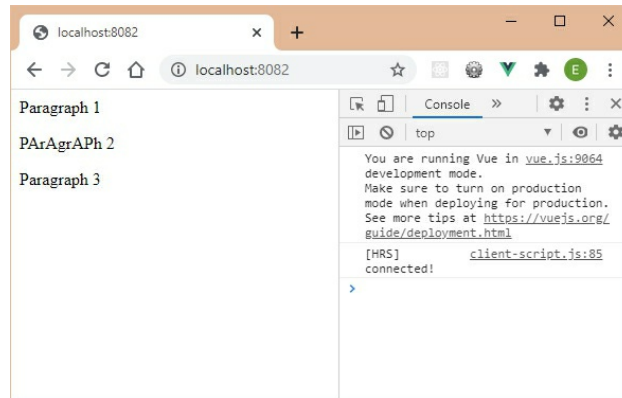 localhost:8082
localhost:8082
E
Paragraph 1
PArAgrAPh 2
Paragraph 3
Console »
top
You are running Vue in vue.js:9064
development mode.
Make sure to turn on production
mode when deploying for production.
See more tips at https://vuejs.org/
guide/deployment.html
[HRS] client-script.js:85
connected!